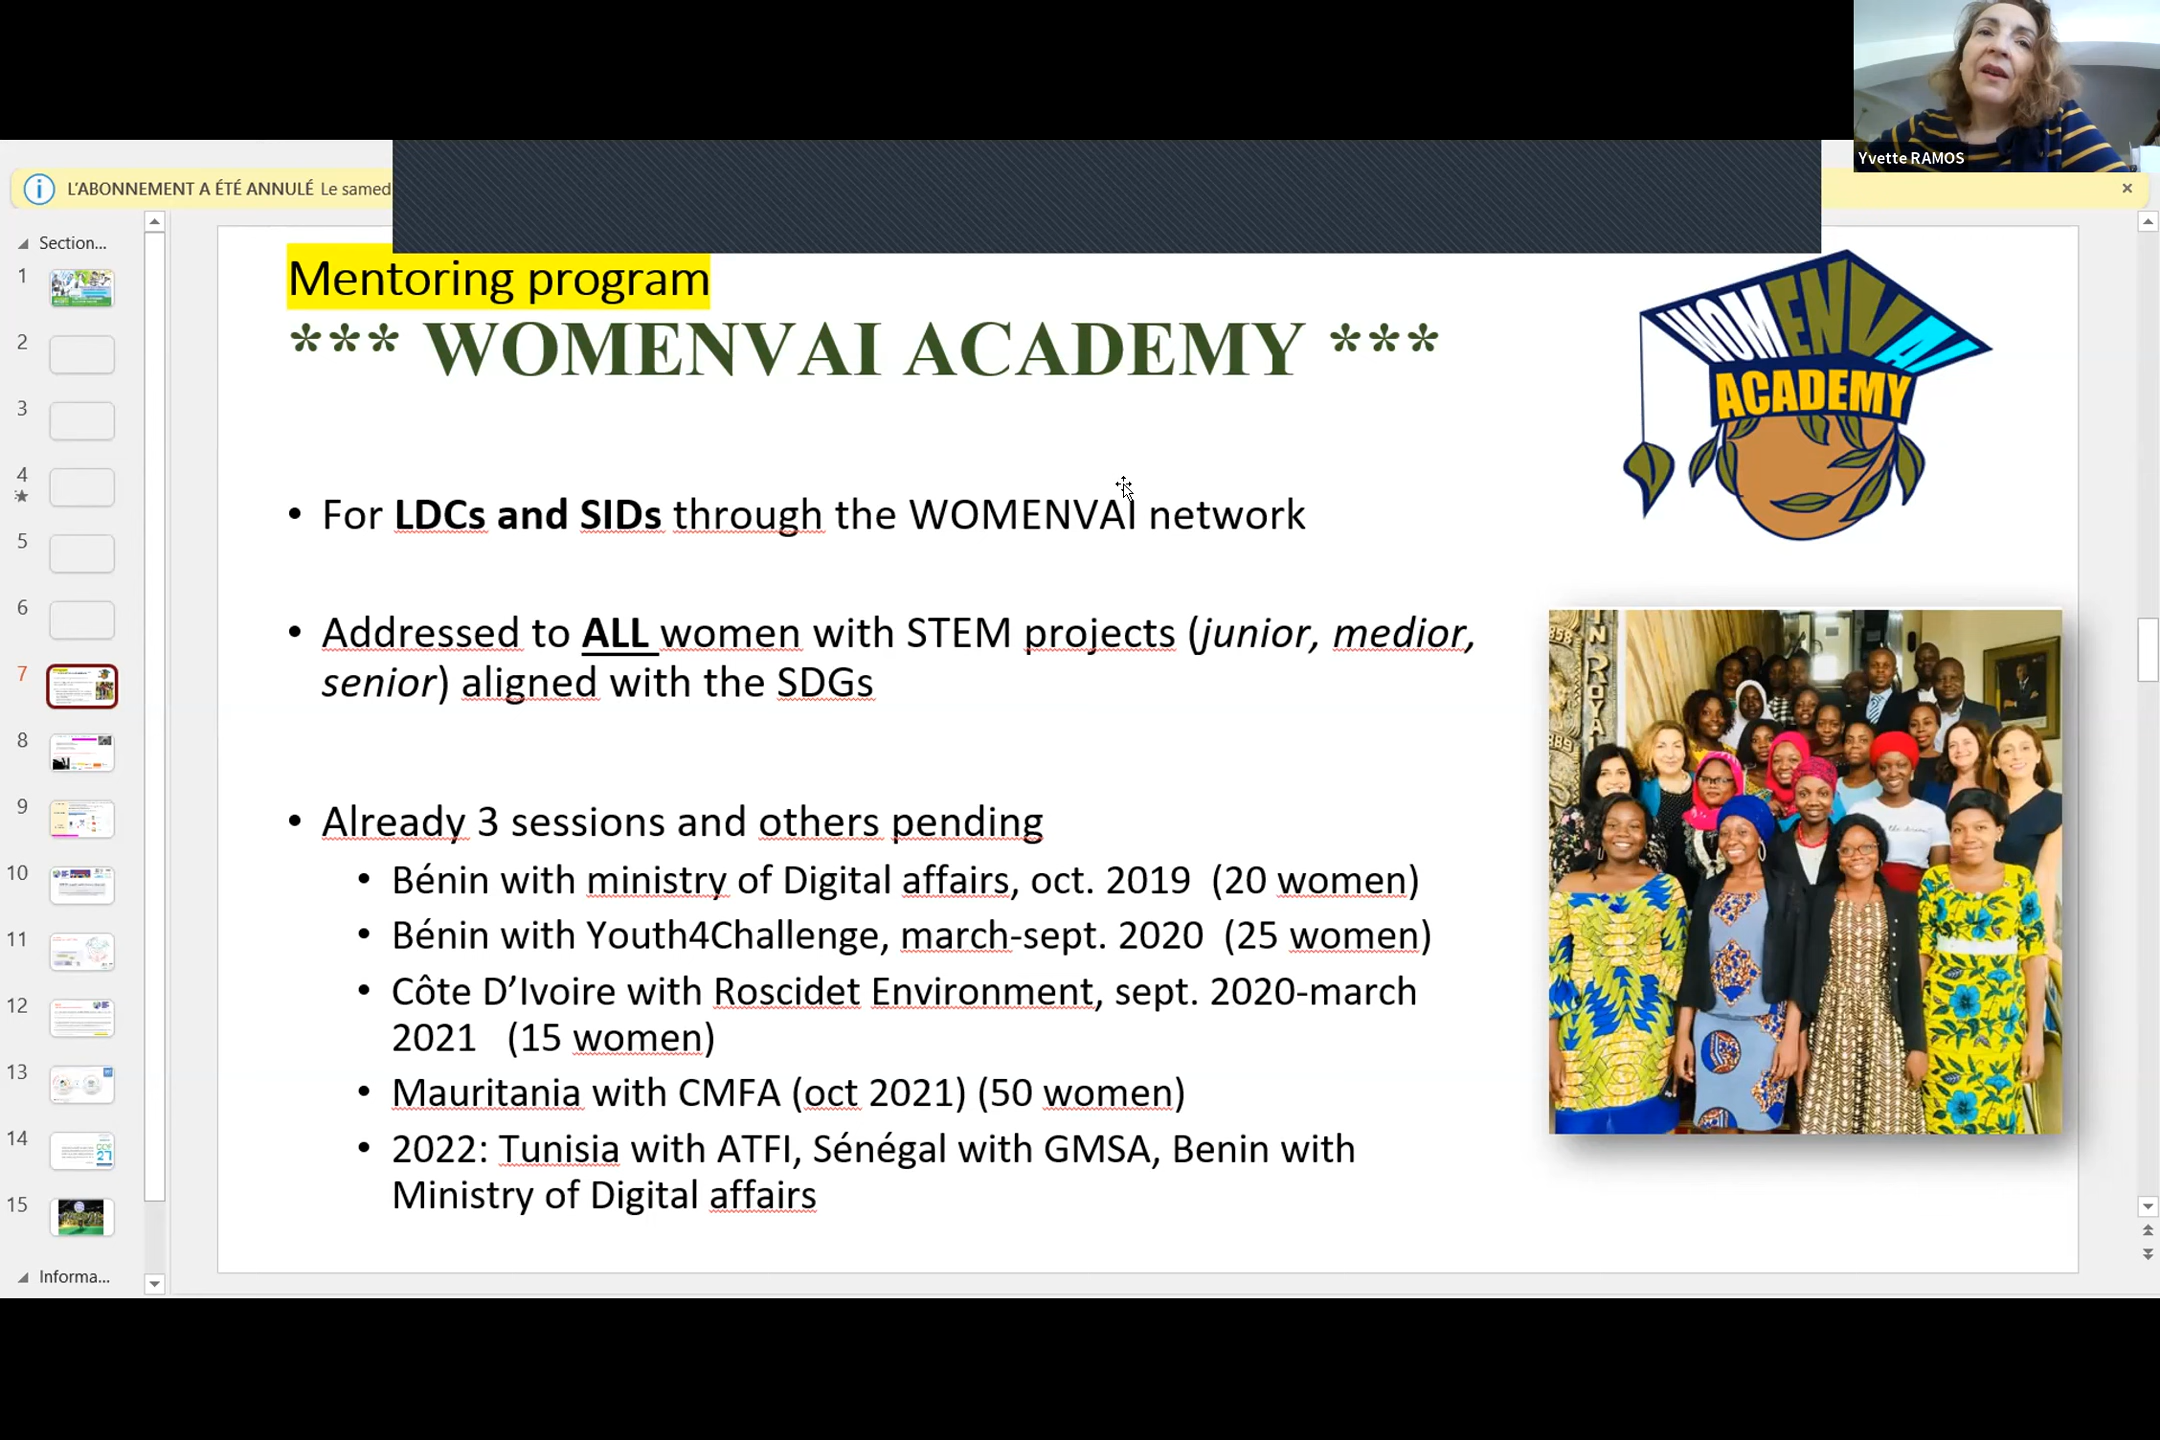 Yvette RAMOS
L'ABONNEMENT A ÉTÉ ANNULÉ Le samed
Section...
1
2
3
4
5
6
7
8
9
10
11
12
13
14
15
Informa...
Mentoring program
*** WOMENVAI ACADEMY ***
WOMENVAI
ACADEMY
• For LDCs and SIDs through the WOMENVAI network
• Addressed to ALL women with STEM projects (junior, medior,
senior) aligned with the SDGs
• Already 3 sessions and others pending
• Bénin with ministry of Digital affairs, oct. 2019 (20 women)
• Bénin with Youth4Challenge, march-sept. 2020 (25 women)
• Côte D’Ivoire with Roscidet Environment, sept. 2020-march
2021 (15 women)
• Mauritania with CMFA (oct 2021) (50 women)
• 2022: Tunisia with ATFI, Sénégal with GMSA, Benin with
Ministry of Digital affairs